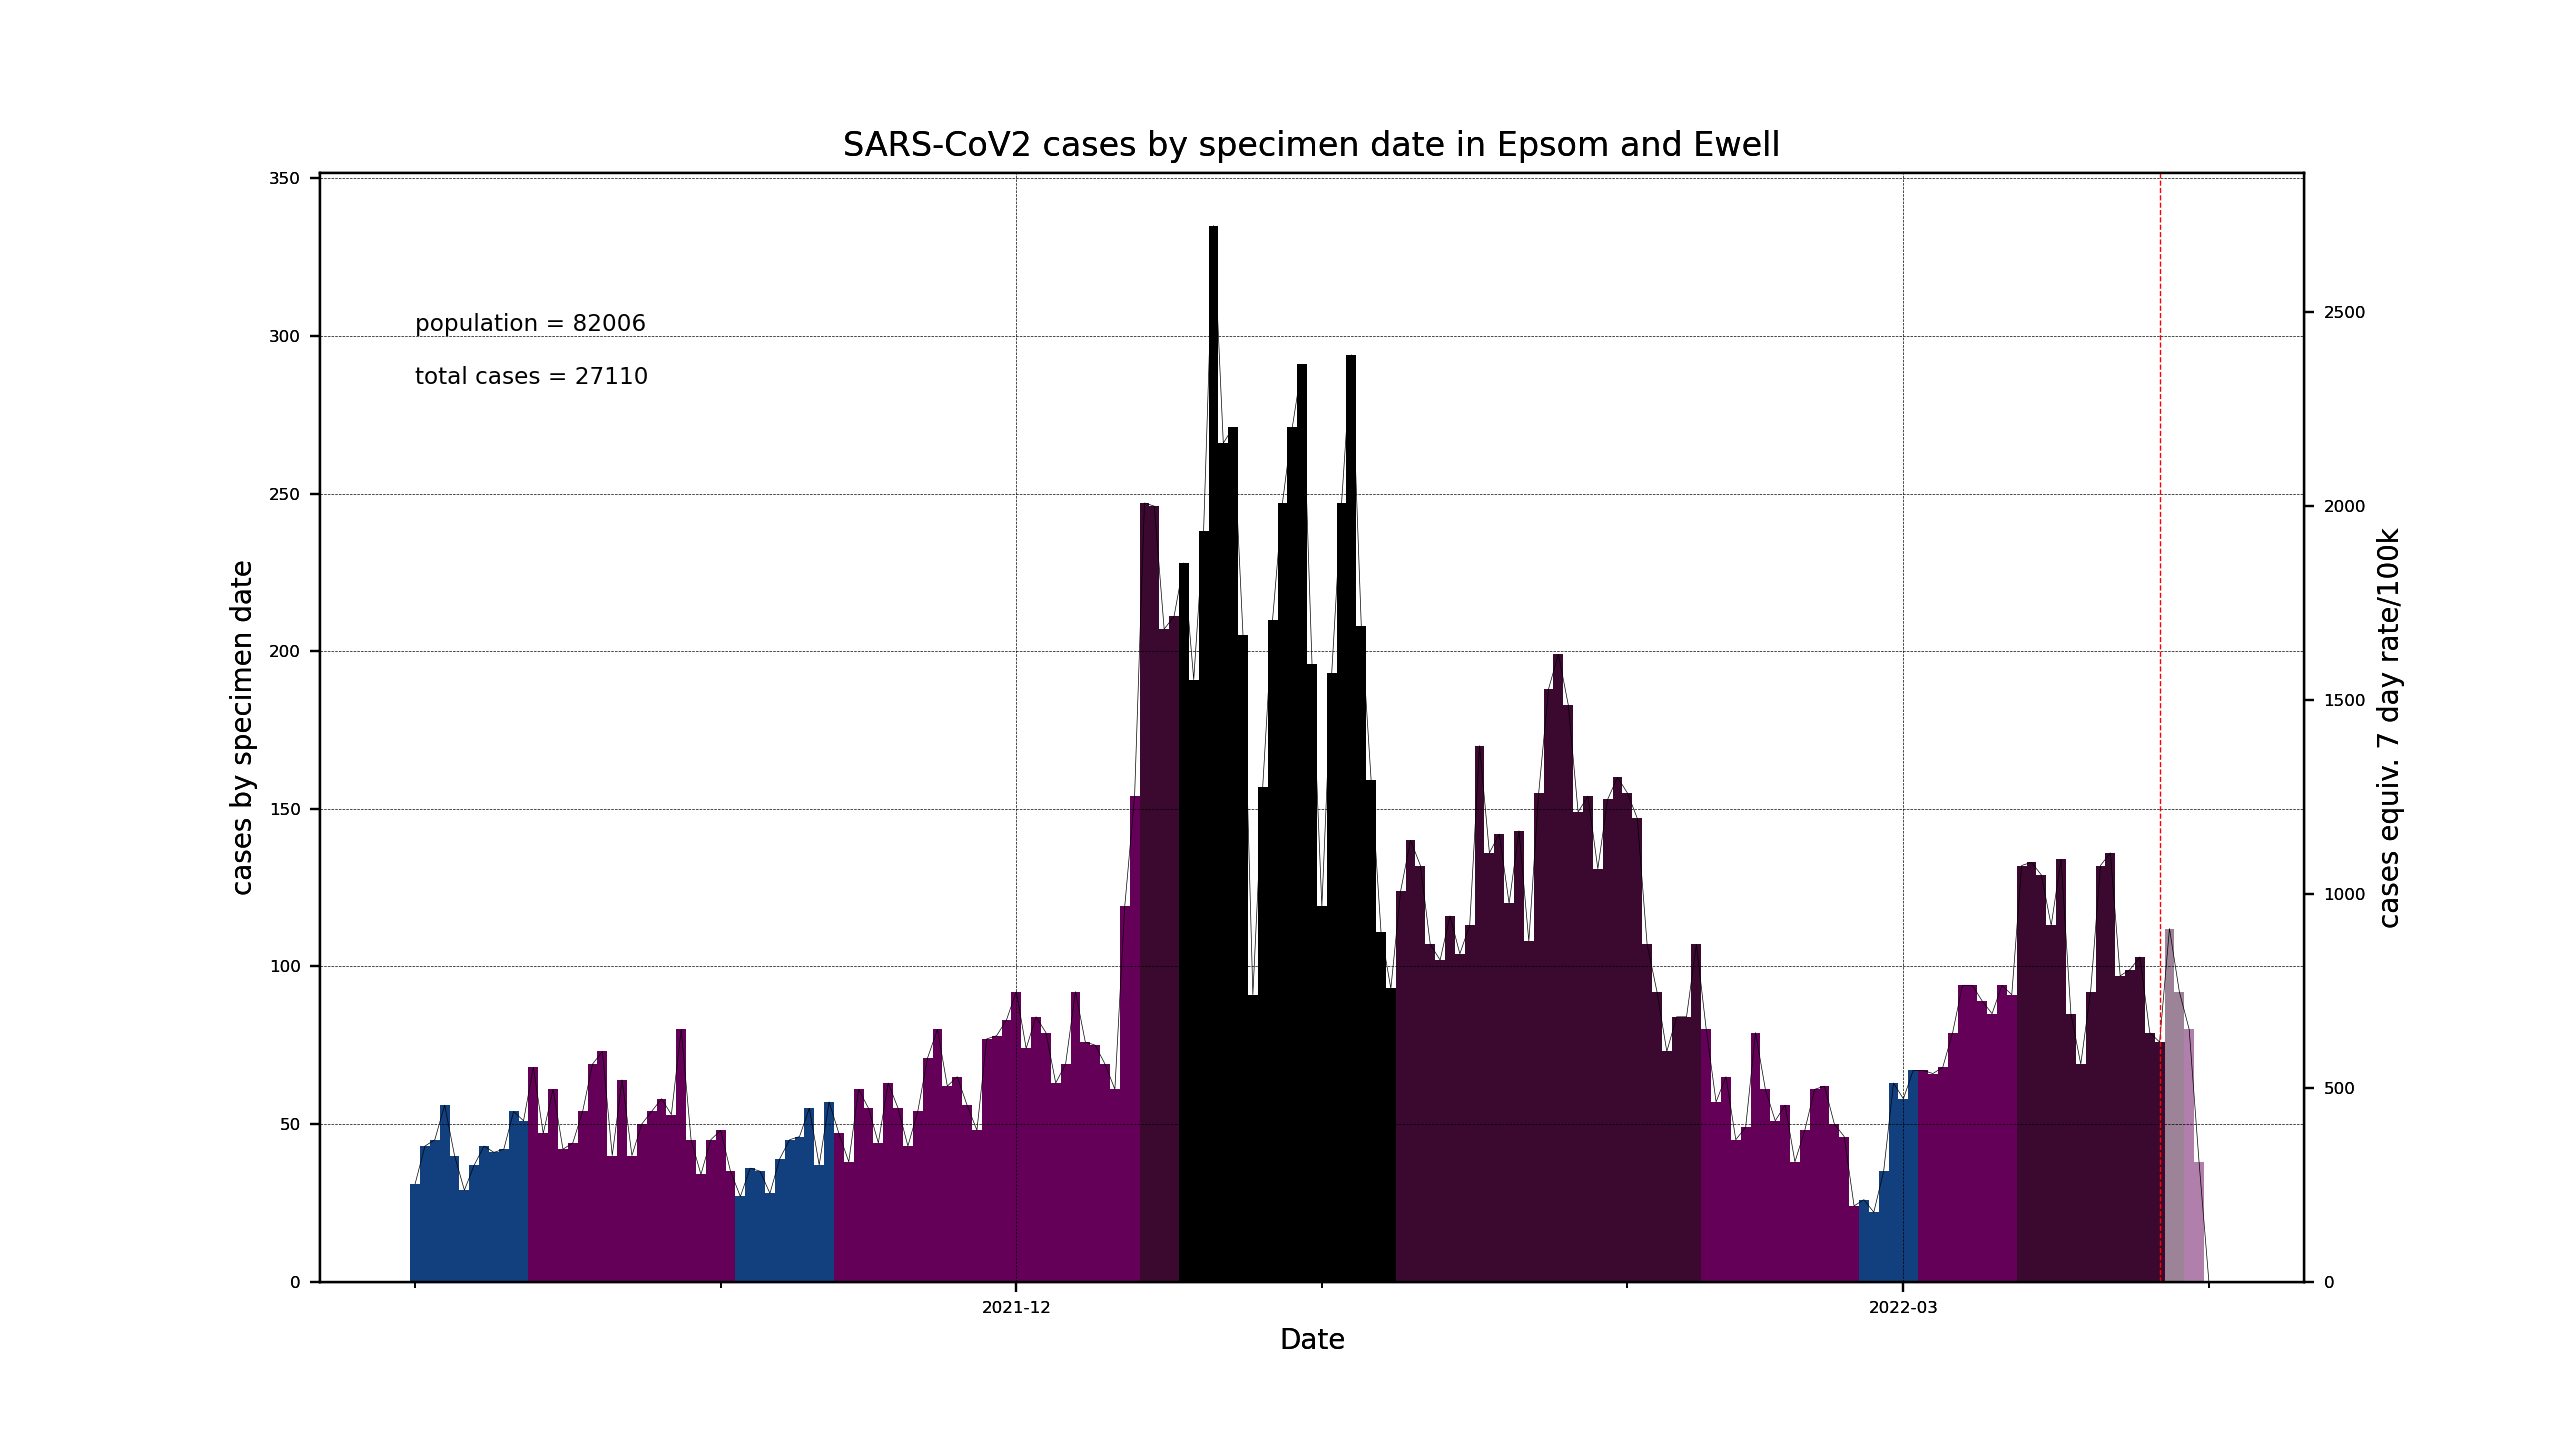 SARS-CoV2 cases by specimen date in Epsom and Ewell
350
300
250
200
150
100
50
0
cases by specimen date
population = 82006
total cases = 27110
2500
2000
1500
1000
500
0
cases equiv. 7 day rate/100k
2021-12
2022-03
Date